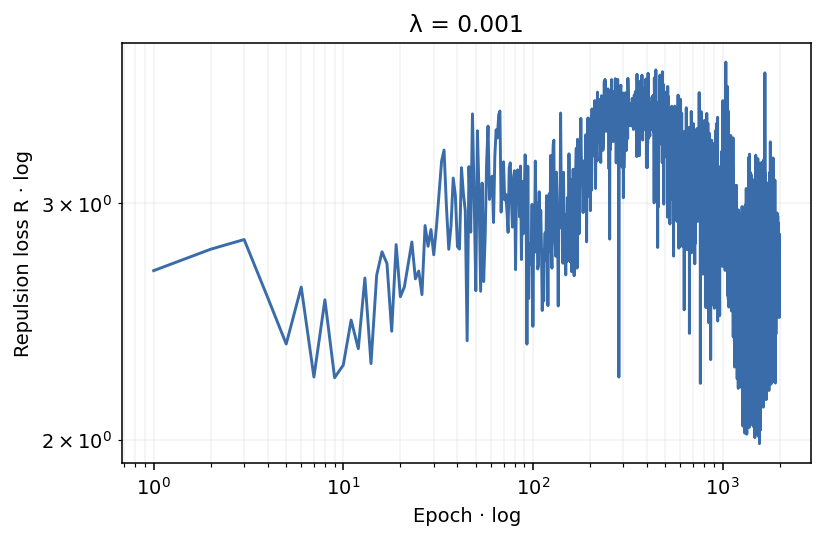 λ = 0.001
Repulsion loss R · log
3 × 10⁰
2 × 10⁰
10⁰ 10¹ 10² 10³
Epoch · log